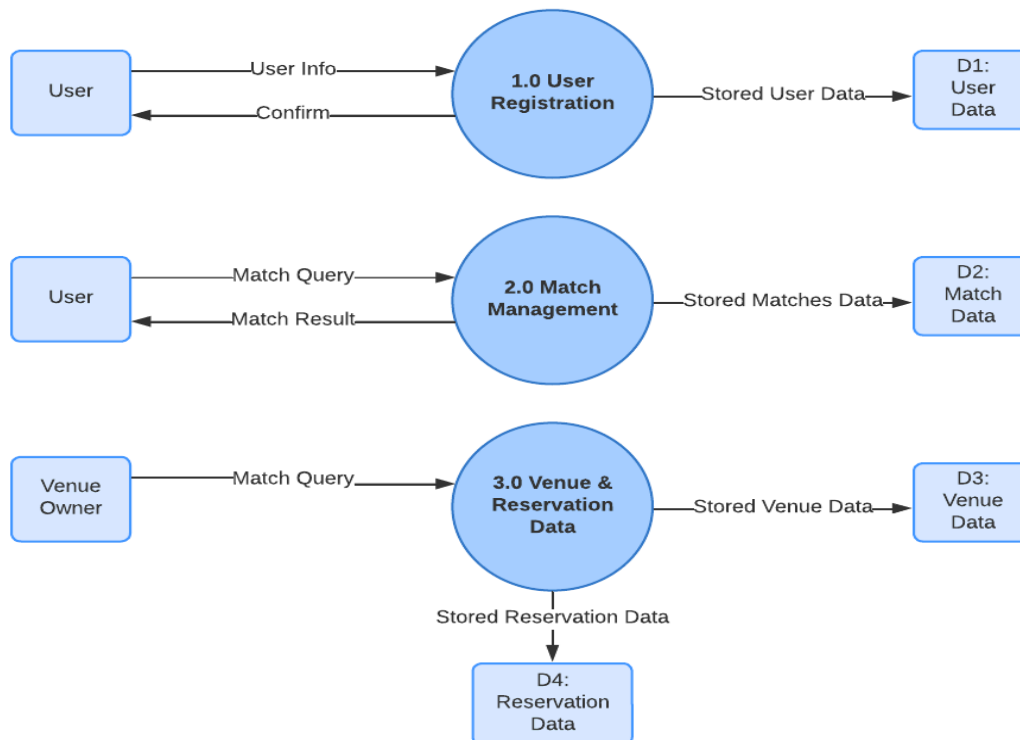 User
User Info
Confirm
1.0 User
Registration
Stored User Data
D1:
User
Data
User
Match Query
Match Result
2.0 Match
Management
Stored Matches Data
D2:
Match
Data
Venue
Owner
Match Query
3.0 Venue &
Reservation
Data
Stored Venue Data
D3:
Venue
Data
Stored Reservation Data
D4:
Reservation
Data